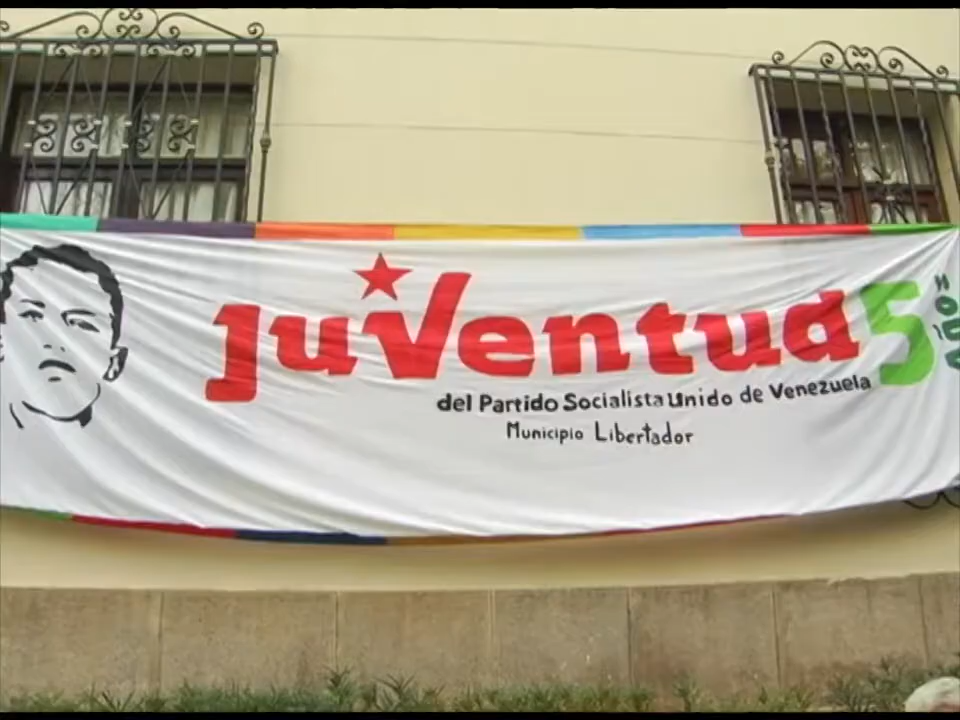 juventud 5 años
del Partido Socialista Unido de Venezuela
Municipio Libertador